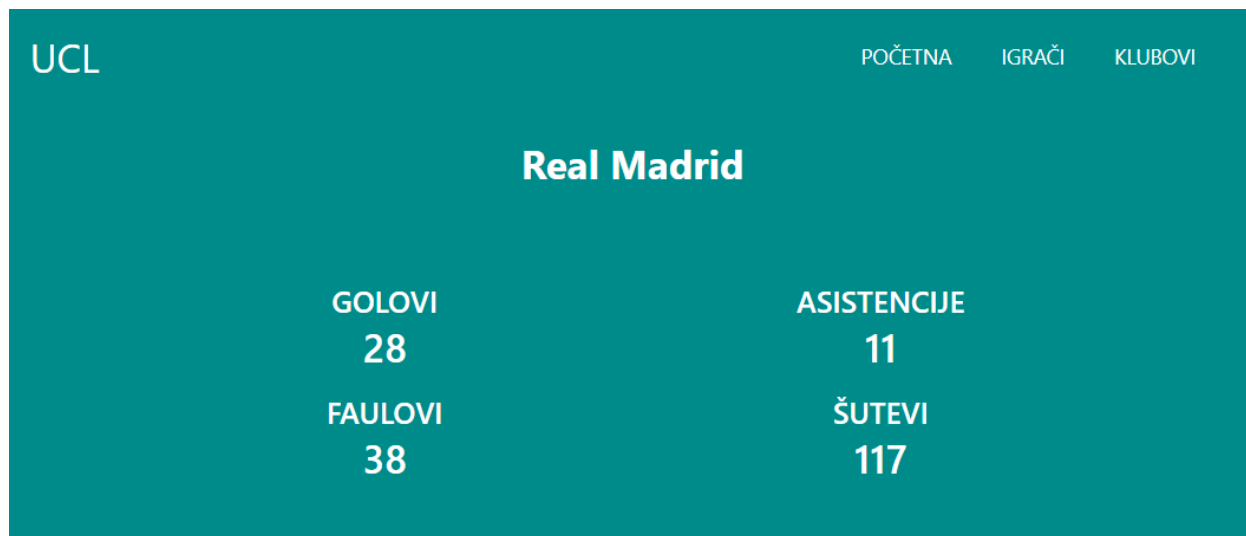 UCL POČETNA IGRAČI KLUBOVI
Real Madrid
GOLOVI ASISTENCIJE
28 11
FAULOVI ŠUTEVI
38 117